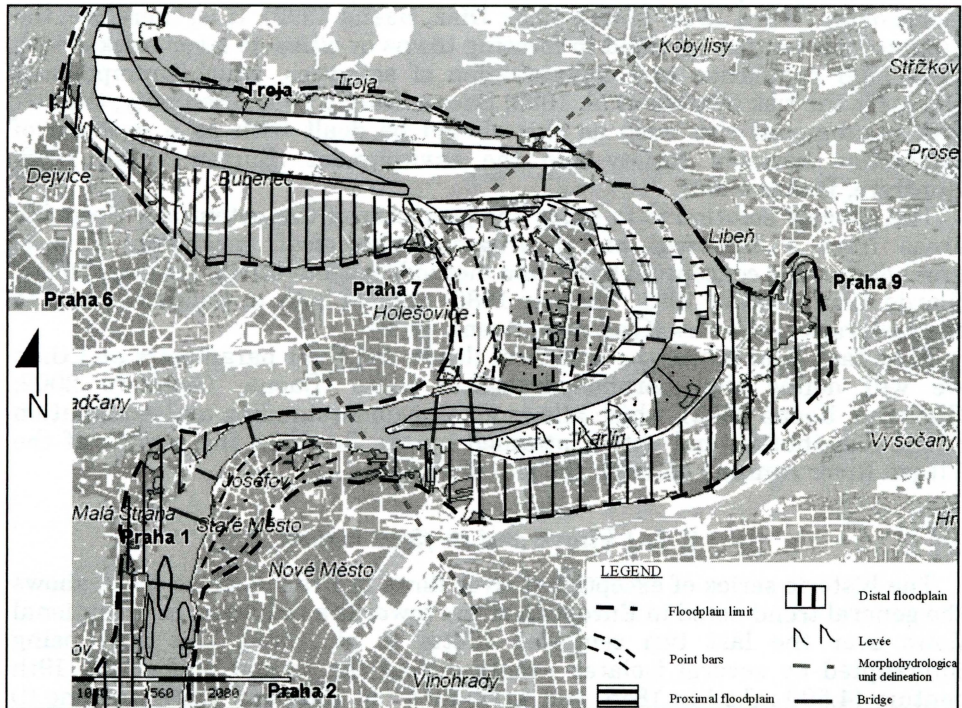 Kobylisy
Střížkov
Troja
Troja
Prose
Dejvice
Bubeneč
Libeň
Praha 6
Praha 7
Praha 9
Holešovice
N
adčany
Karlín
Vysočany
Josefov
Malá Strana
Staré Město
Praha 1
Hr
Nové Město
ov
Vinohrady
Praha 2
1560
2080
LEGEND
Floodplain limit
Distal floodplain
Point bars
Levée
Morphohydrologica
unit delineation
Proximal floodplain
Bridge